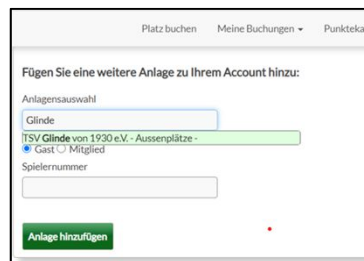 Platz buchen Meine Buchungen Punkteka
Fügen Sie eine weitere Anlage zu Ihrem Account hinzu:
Anlagensauswahl
Glinde
TSV Glinde von 1930 e.V. - Aussenplätze -
Gast Mitglied
Spielernummer
Anlage hinzufügen